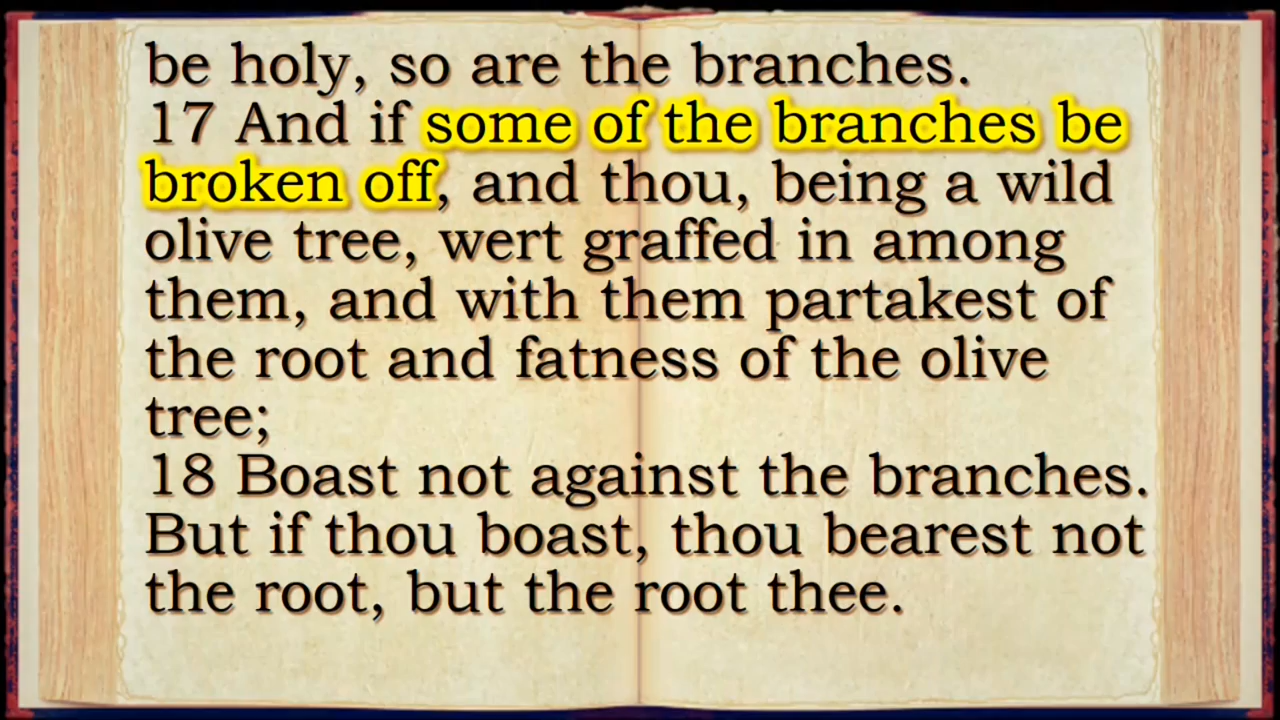 be holy, so are the branches.
17 And if some of the branches be
broken off, and thou, being a wild
olive tree, wert graffed in among
them, and with them partakest of
the root and fatness of the olive
tree;
18 Boast not against the branches.
But if thou boast, thou bearest not
the root, but the root thee.